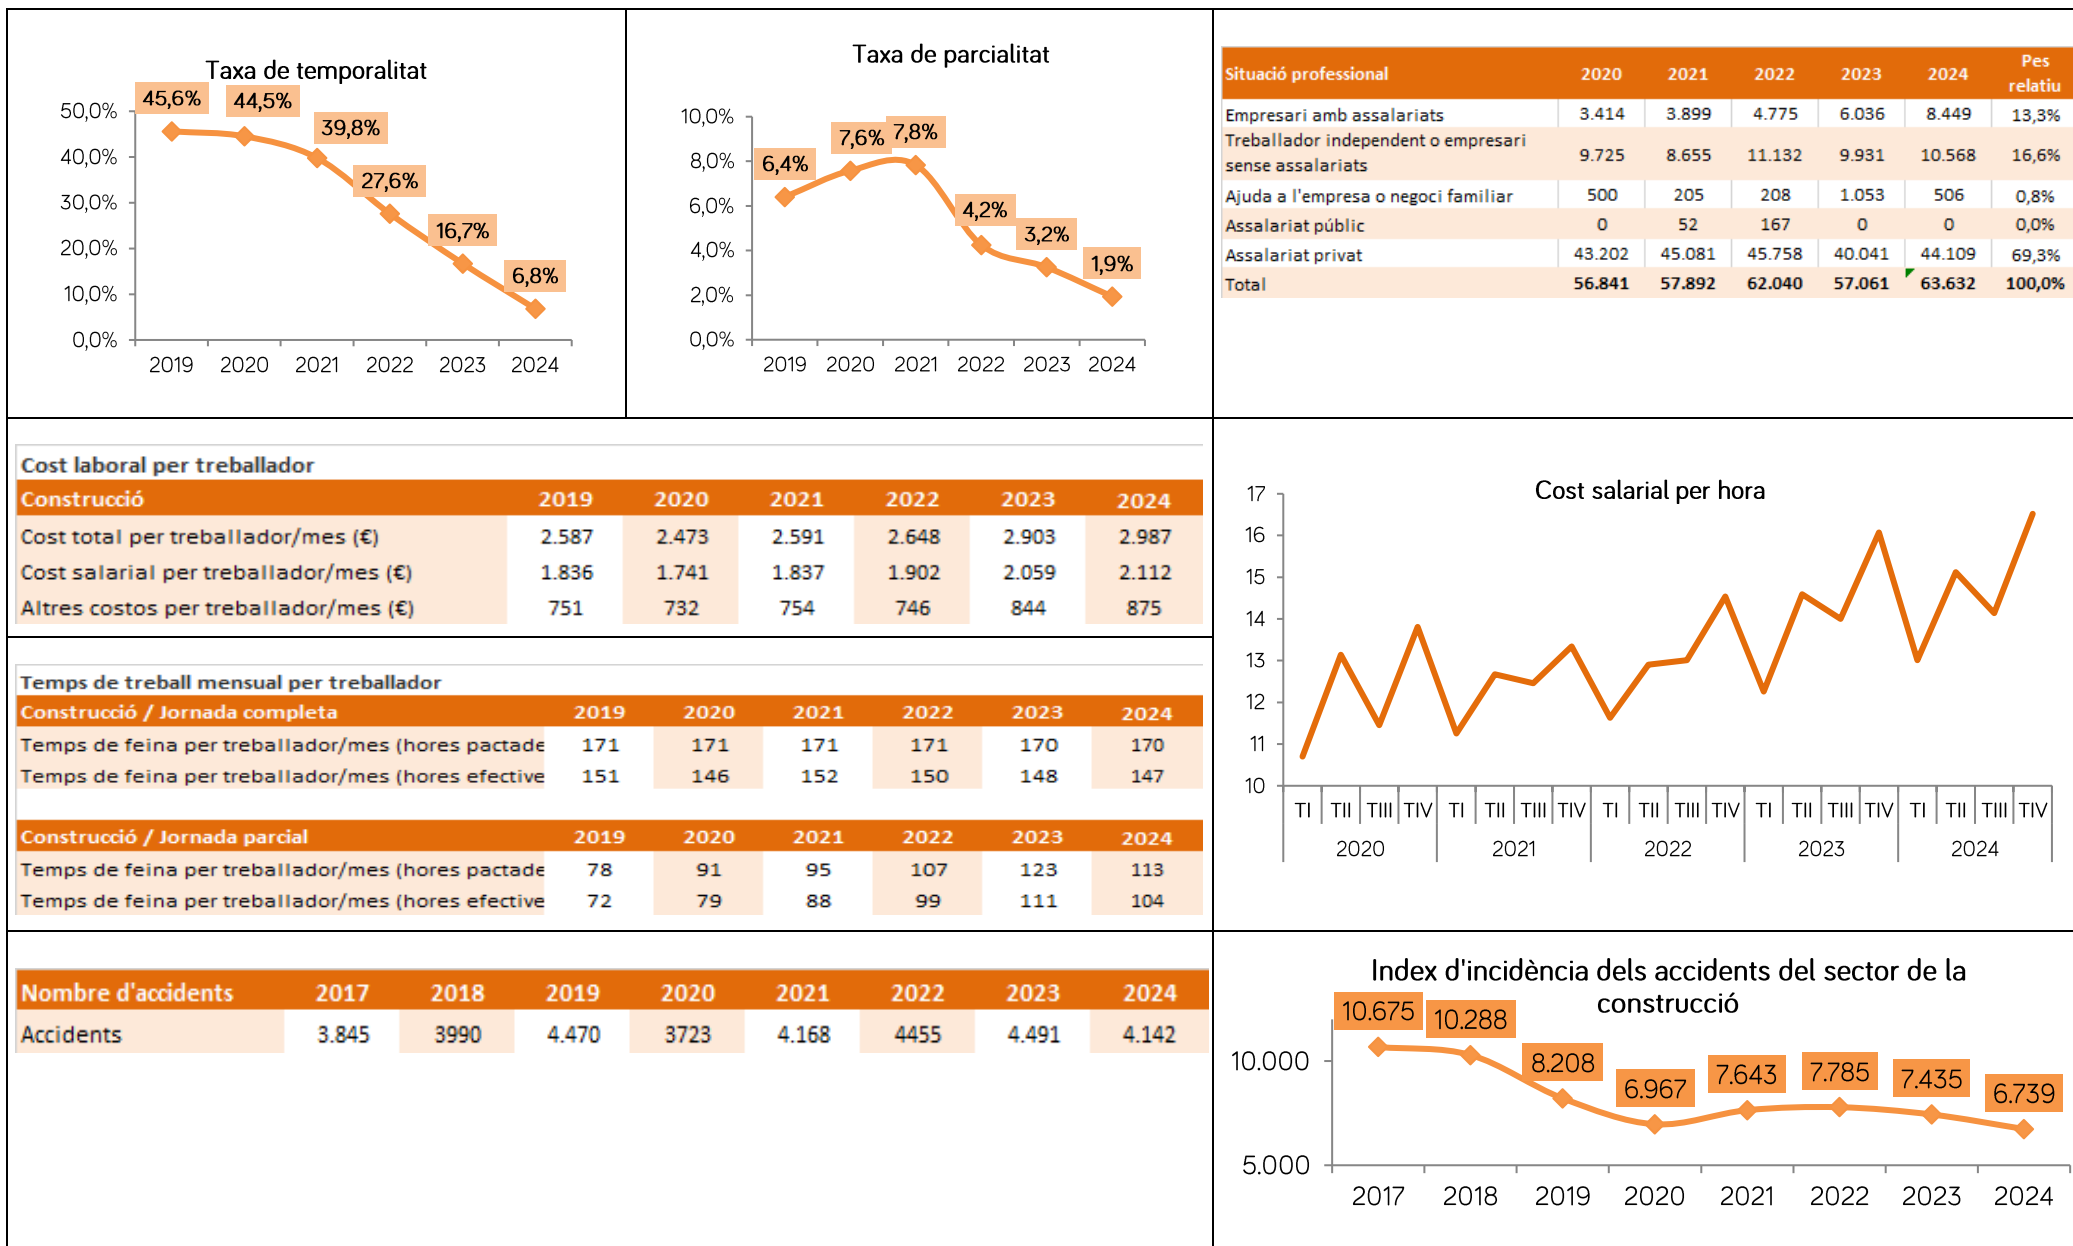 Taxa de temporalitat
45,6%
44,5%
39,8%
27,6%
16,7%
6,8%
50,0%
40,0%
30,0%
20,0%
10,0%
0,0%
2019 2020 2021 2022 2023 2024
Taxa de parcialitat
6,4%
7,6%
7,8%
4,2%
3,2%
1,9%
10,0%
8,0%
6,0%
4,0%
2,0%
0,0%
2019 2020 2021 2022 2023 2024
Situació professional 2020 2021 2022 2023 2024 Pes relatiu
Empresari amb assalariats 3.414 3.899 4.775 6.036 8.449 13,3%
Treballador independent o empresari
sense assalariats 9.725 8.655 11.132 9.931 10.568 16,6%
Ajuda a l'empresa o negoci familiar 500 205 208 1.053 506 0,8%
Assalariat públic 0 52 167 0 0 0,0%
Assalariat privat 43.202 45.081 45.758 40.041 44.109 69,3%
Total 56.841 57.892 62.040 57.061 63.632 100,0%
Cost laboral per treballador
Construcció 2019 2020 2021 2022 2023 2024
Cost total per treballador/mes (€) 2.587 2.473 2.591 2.648 2.903 2.987
Cost salarial per treballador/mes (€) 1.836 1.741 1.837 1.902 2.059 2.112
Altres costos per treballador/mes (€) 751 732 754 746 844 875
Temps de treball mensual per treballador
Construcció / Jornada completa 2019 2020 2021 2022 2023 2024
Temps de feina per treballador/mes (hores pactade 171 171 171 171 170 170
Temps de feina per treballador/mes (hores efective 151 146 152 150 148 147
Construcció / Jornada parcial 2019 2020 2021 2022 2023 2024
Temps de feina per treballador/mes (hores pactade 78 91 95 107 123 113
Temps de feina per treballador/mes (hores efective 72 79 88 99 111 104
Cost salarial per hora
17
16
15
14
13
12
11
10
TI TII TIII TIV TI TII TIII TIV TI TII TIII TIV TI TII TIII TIV TI TII TIII TIV
2020 2021 2022 2023 2024
Nombre d'accidents 2017 2018 2019 2020 2021 2022 2023 2024
Accidents 3.845 3990 4.470 3723 4.168 4455 4.491 4.142
Index d'incidència dels accidents del sector de la
construcció
10.675
10.288
8.208
6.967
7.643
7.785
7.435
6.739
10.000
5.000
2017 2018 2019 2020 2021 2022 2023 2024